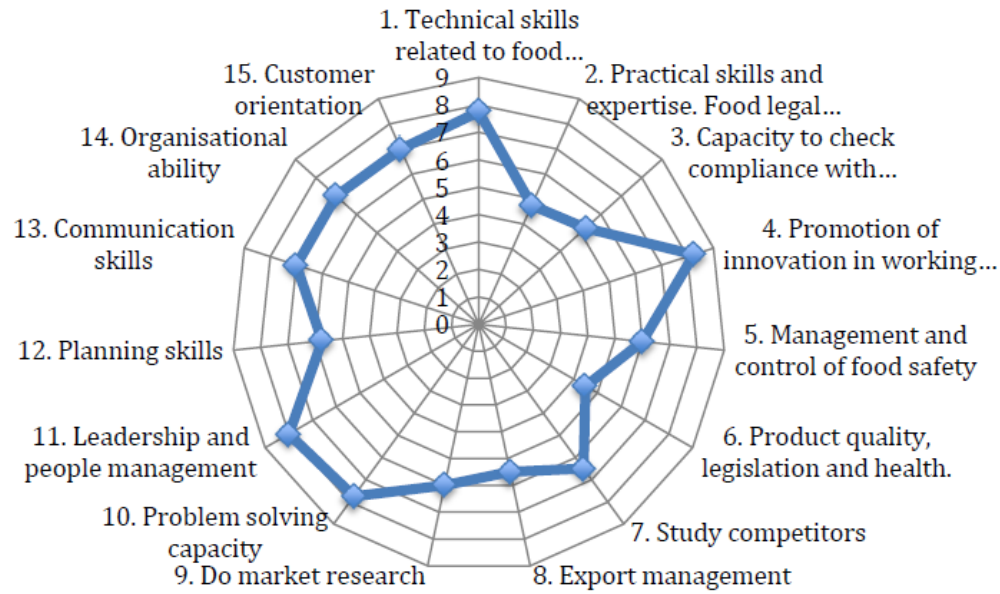 1. Technical skills
related to food...
2. Practical skills and
expertise. Food legal...
3. Capacity to check
compliance with...
4. Promotion of
innovation in working...
5. Management and
control of food safety
6. Product quality,
legislation and health.
7. Study competitors
8. Export management
9. Do market research
10. Problem solving
capacity
11. Leadership and
people management
12. Planning skills
13. Communication
skills
14. Organisational
ability
15. Customer
orientation
9
8
7
6
5
4
3
2
1
0